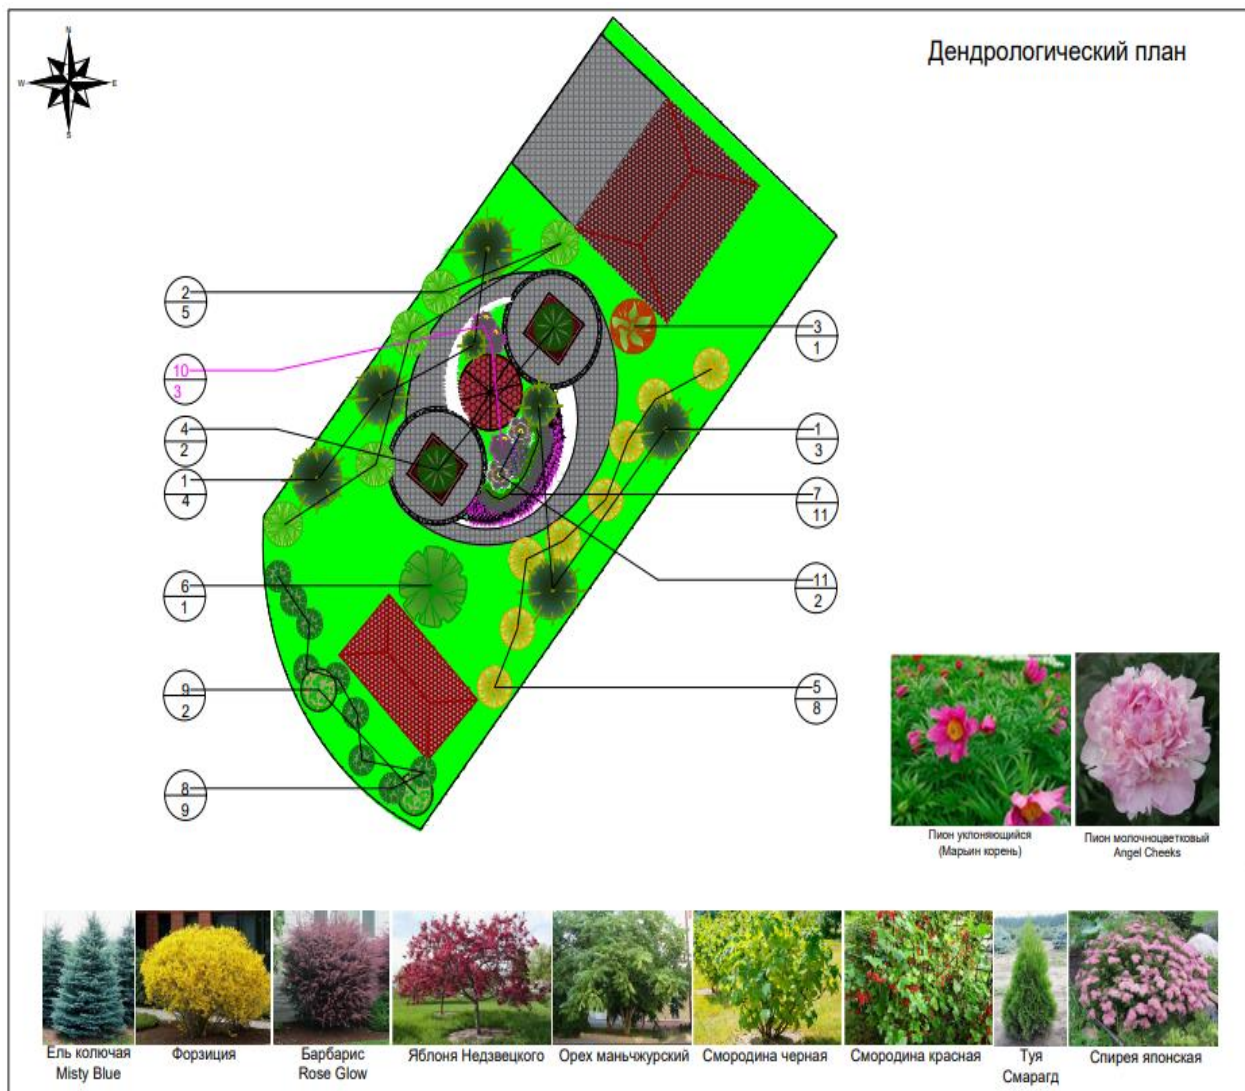 Дендрологический план
N
W
E
S
2
5
10
3
4
2
1
4
6
1
9
2
8
9
3
1
1
3
7
11
11
2
5
8
Пион уклоняющийся
(Марьин корень)
Пион молочноцветковый
Angel Cheeks
Ель колючая
Misty Blue
Форзиция
Барбарис
Rose Glow
Яблоня Недзвецкого
Орех маньчжурский
Смородина черная
Смородина красная
Туя
Смарагд
Спирея японская